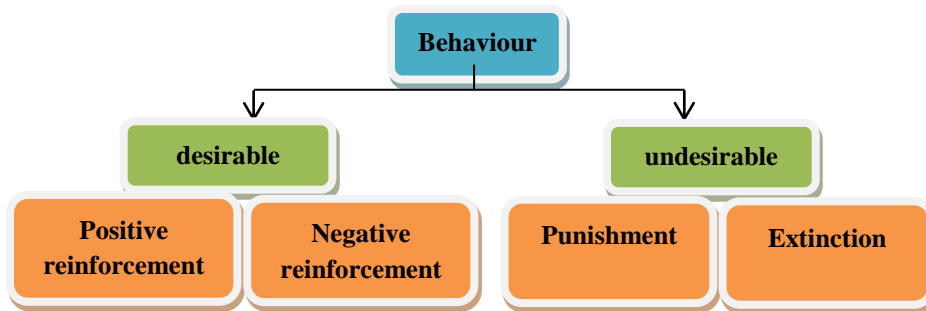 Behaviour
desirable
undesirable
Positive
reinforcement
Negative
reinforcement
Punishment
Extinction